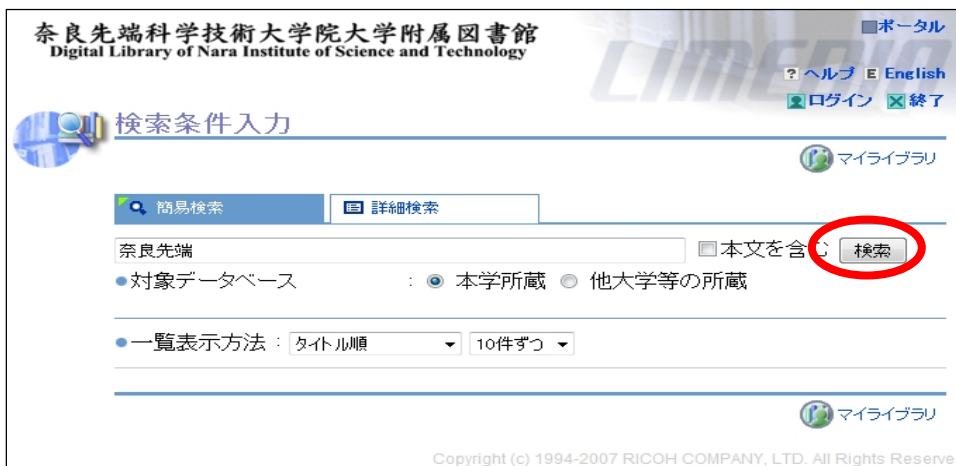 奈良先端科学技術大学院大学附属図書館
Digital Library of Nara Institute of Science and Technology
LIMEDIO
ポータル
? ヘルプ E English
ログイン 終了
検索条件入力
マイライブラリ
簡易検索 詳細検索
奈良先端 本文を含む 検索
対象データベース : 本学所蔵 他大学等の所蔵
一覧表示方法 : タイトル順 10件ずつ
マイライブラリ
Copyright (c) 1994-2007 RICOH COMPANY, LTD. All Rights Reserve